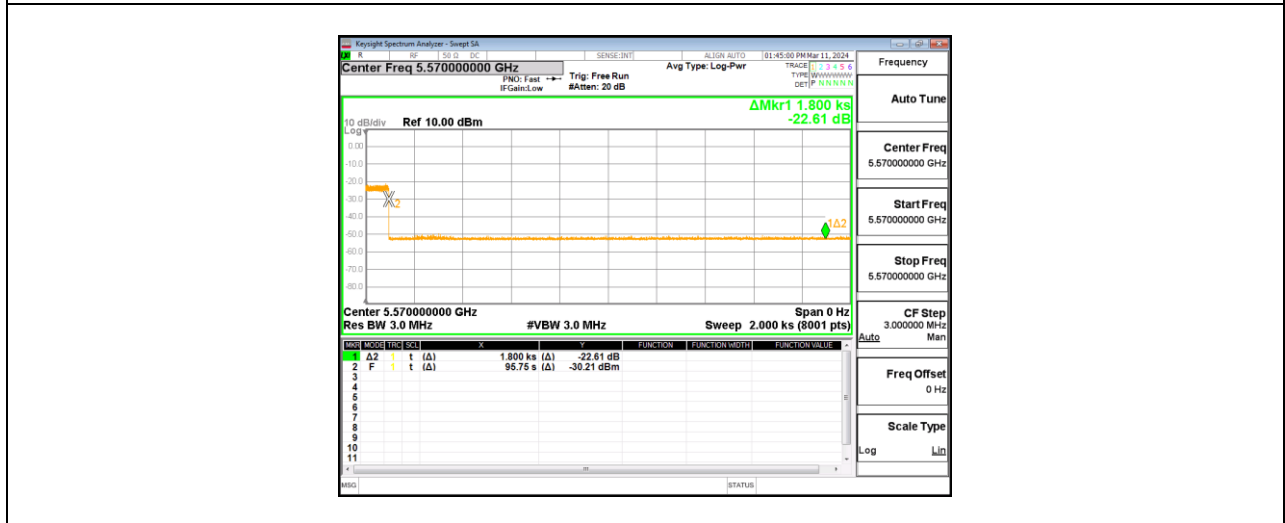 Keysight Spectrum Analyzer - Swept SA
R RF 50 Ω DC SENSE:INT ALIGN AUTO 01:45:00 PM Mar 11, 2024
Center Freq 5.570000000 GHz
PNO: Fast Trig: Free Run
IFGain:Low #Atten: 20 dB
Avg Type: Log-Pwr
TRACE 1 2 3 4 5 6
TYPE WWWWWW
DET P N N N N N
ΔMkr1 1.800 ks
-22.61 dB
10 dB/div Ref 10.00 dBm
Log
0.00
-10.0
-20.0
-30.0
-40.0
-50.0
-60.0
-70.0
-80.0
2
1Δ2
Center 5.570000000 GHz Span 0 Hz
Res BW 3.0 MHz #VBW 3.0 MHz Sweep 2.000 ks (8001 pts)
MKR MODE TRC SCL X Y FUNCTION FUNCTION WIDTH FUNCTION VALUE
1 Δ2 1 t (Δ) 1.800 ks (Δ) -22.61 dB
2 F 1 t (Δ) 95.75 s (Δ) -30.21 dBm
3
4
5
6
7
8
9
10
11
MSG STATUS
Frequency
Auto Tune
Center Freq
5.570000000 GHz
Start Freq
5.570000000 GHz
Stop Freq
5.570000000 GHz
CF Step
3.000000 MHz
Auto Man
Freq Offset
0 Hz
Scale Type
Log Lin